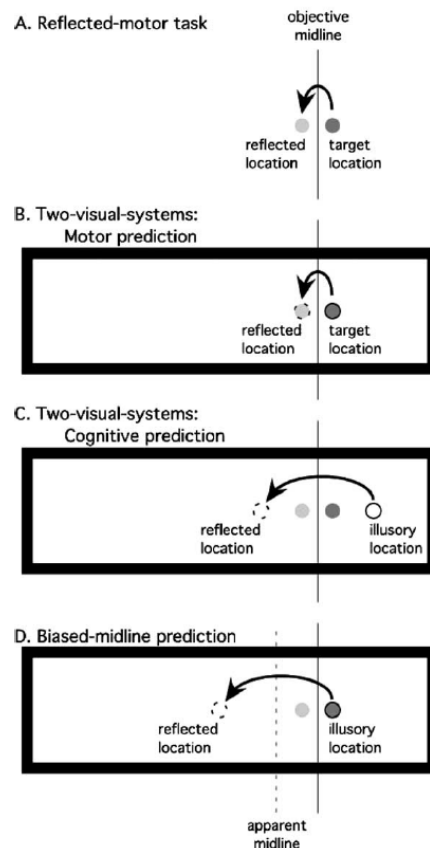 A. Reflected-motor task
objective
midline
reflected
location
target
location
B. Two-visual-systems:
Motor prediction
reflected
location
target
location
C. Two-visual-systems:
Cognitive prediction
reflected
location
illusory
location
D. Biased-midline prediction
reflected
location
illusory
location
apparent
midline